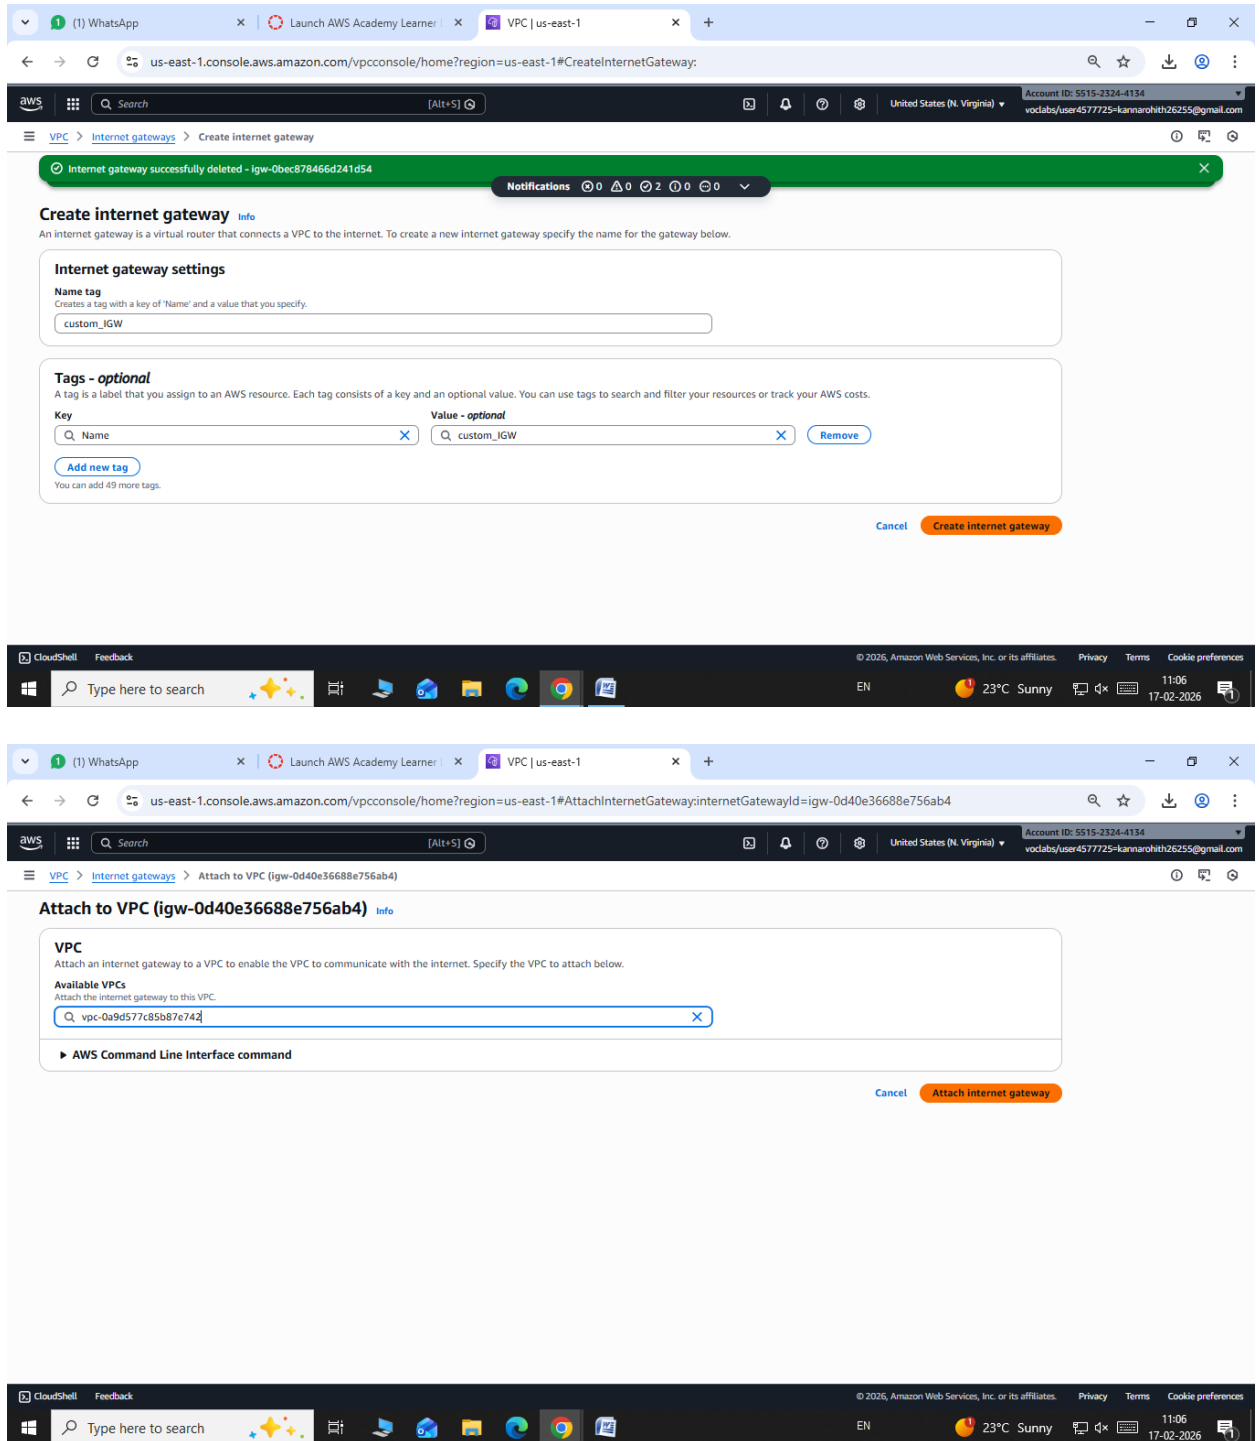 (1) WhatsApp
Launch AWS Academy Learner
VPC | us-east-1
us-east-1.console.aws.amazon.com/vpcconsole/home?region=us-east-1#CreateInternetGateway:
aws
Search
[Alt+S]
United States (N. Virginia)
Account ID: 5515-2324-4134
voclabs/user4577725=kannarohith26255@gmail.com
VPC > Internet gateways > Create internet gateway
Internet gateway successfully deleted - igw-0bec878466d241d54
Notifications 0 0 2 0 0
Create internet gateway Info
An internet gateway is a virtual router that connects a VPC to the internet. To create a new internet gateway specify the name for the gateway below.
Internet gateway settings
Name tag
Creates a tag with a key of 'Name' and a value that you specify.
custom_IGW
Tags - optional
A tag is a label that you assign to an AWS resource. Each tag consists of a key and an optional value. You can use tags to search and filter your resources or track your AWS costs.
Key Value - optional
Name custom_IGW Remove
Add new tag
You can add 49 more tags.
Cancel Create internet gateway
CloudShell Feedback © 2026, Amazon Web Services, Inc. or its affiliates. Privacy Terms Cookie preferences
Type here to search
EN
23°C Sunny
11:06
17-02-2026
1
(1) WhatsApp
Launch AWS Academy Learner
VPC | us-east-1
us-east-1.console.aws.amazon.com/vpcconsole/home?region=us-east-1#AttachInternetGateway:internetGatewayId=igw-0d40e36688e756ab4
aws
Search
[Alt+S]
United States (N. Virginia)
Account ID: 5515-2324-4134
voclabs/user4577725=kannarohith26255@gmail.com
VPC > Internet gateways > Attach to VPC (igw-0d40e36688e756ab4)
Attach to VPC (igw-0d40e36688e756ab4) Info
VPC
Attach an internet gateway to a VPC to enable the VPC to communicate with the internet. Specify the VPC to attach below.
Available VPCs
Attach the internet gateway to this VPC.
vpc-0a9d577c85b87e742
AWS Command Line Interface command
Cancel Attach internet gateway
CloudShell Feedback © 2026, Amazon Web Services, Inc. or its affiliates. Privacy Terms Cookie preferences
Type here to search
EN
23°C Sunny
11:06
17-02-2026
1